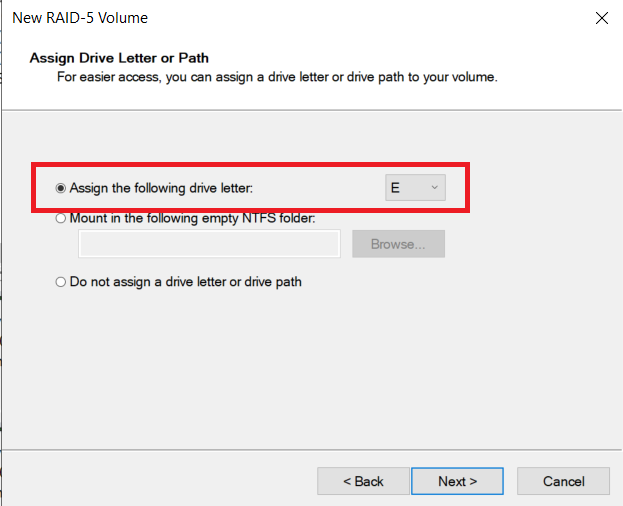 New RAID-5 Volume
Assign Drive Letter or Path
For easier access, you can assign a drive letter or drive path to your volume.
Assign the following drive letter: E
Mount in the following empty NTFS folder:
Browse...
Do not assign a drive letter or drive path
< Back Next > Cancel